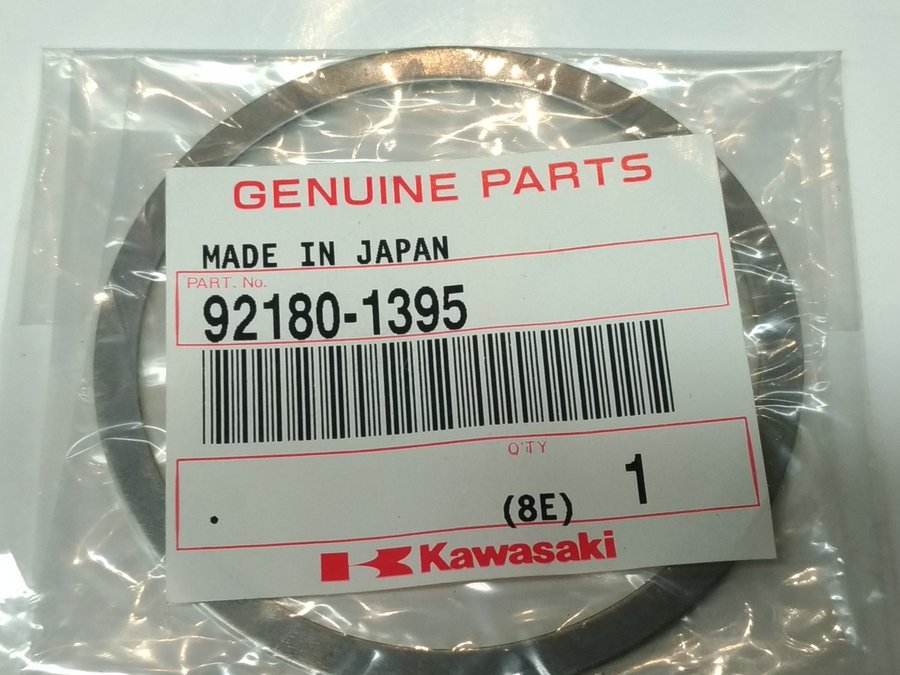 GENUINE PARTS
MADE IN JAPAN
PART. No.
92180-1395
Q'TY
. (8E) 1
Kawasaki